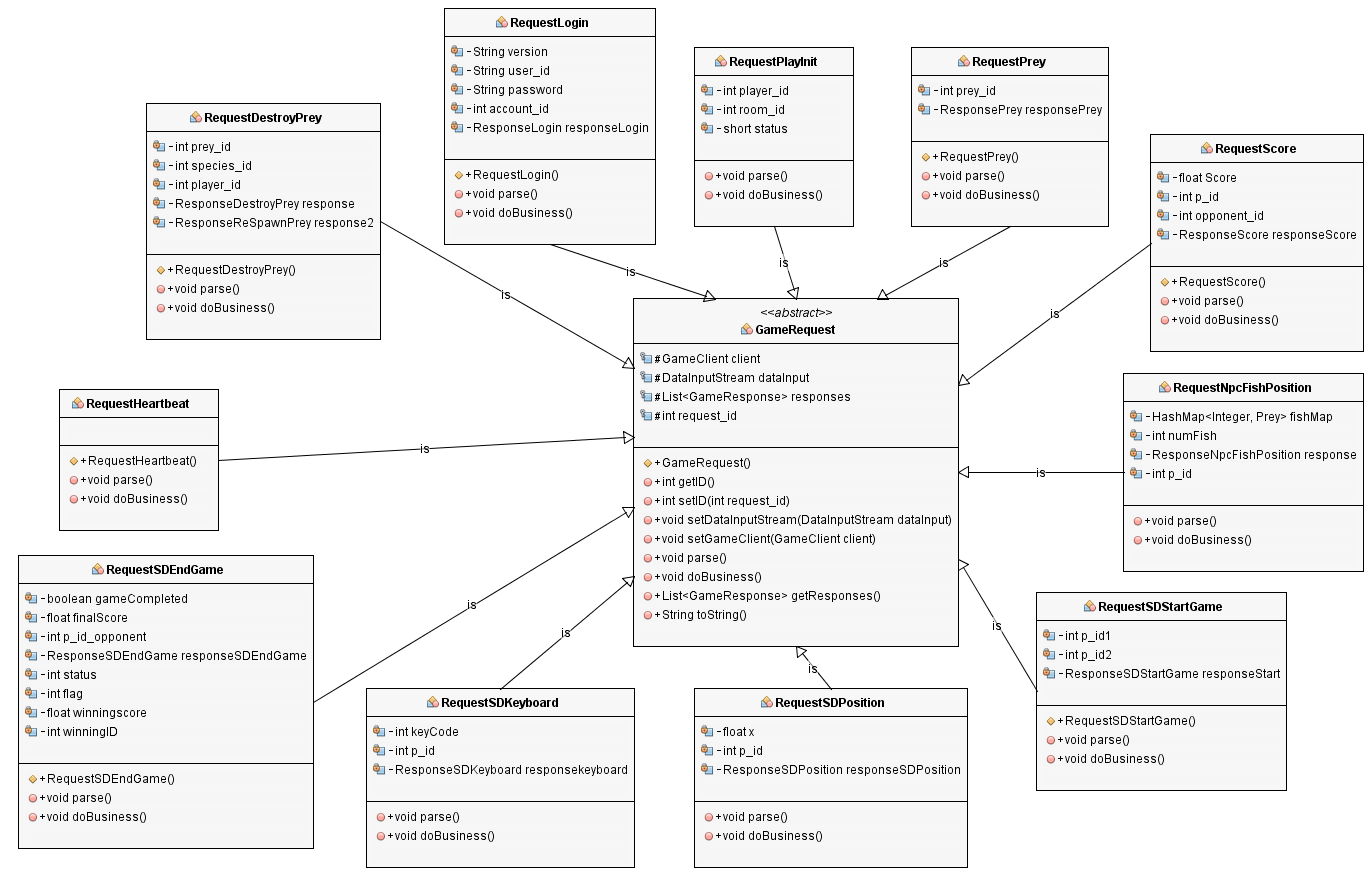 RequestLogin
-String version
-String user_id
-String password
-int account_id
-ResponseLogin responseLogin
+RequestLogin()
+void parse()
+void doBusiness()
RequestPlayInit
-int player_id
-int room_id
-short status
+void parse()
+void doBusiness()
RequestPrey
-int prey_id
-ResponsePrey responsePrey
+RequestPrey()
+void parse()
+void doBusiness()
RequestDestroyPrey
-int prey_id
-int species_id
-int player_id
-ResponseDestroyPrey response
-ResponseReSpawnPrey response2
+RequestDestroyPrey()
+void parse()
+void doBusiness()
RequestScore
-float Score
-int p_id
-int opponent_id
-ResponseScore responseScore
+RequestScore()
+void parse()
+void doBusiness()
is
is
is
is
is
<<abstract>>
GameRequest
#GameClient client
#DataInputStream dataInput
#List<GameResponse> responses
#int request_id
+GameRequest()
+int getID()
+int setID(int request_id)
+void setDataInputStream(DataInputStream dataInput)
+void setGameClient(GameClient client)
+void parse()
+void doBusiness()
+List<GameResponse> getResponses()
+String toString()
RequestHeartbeat
+RequestHeartbeat()
+void parse()
+void doBusiness()
is
RequestNpcFishPosition
-HashMap<Integer, Prey> fishMap
-int numFish
-ResponseNpcFishPosition response
-int p_id
+void parse()
+void doBusiness()
is
RequestSDEndGame
-boolean gameCompleted
-float finalScore
-int p_id_opponent
-ResponseSDEndGame responseSDEndGame
-int status
-int flag
-float winningscore
-int winningID
+RequestSDEndGame()
+void parse()
+void doBusiness()
is
RequestSDKeyboard
-int keyCode
-int p_id
-ResponseSDKeyboard responsekeyboard
+void parse()
+void doBusiness()
is
RequestSDPosition
-float x
-int p_id
-ResponseSDPosition responseSDPosition
+void parse()
+void doBusiness()
is
RequestSDStartGame
-int p_id1
-int p_id2
-ResponseSDStartGame responseStart
+RequestSDStartGame()
+void parse()
+void doBusiness()
is